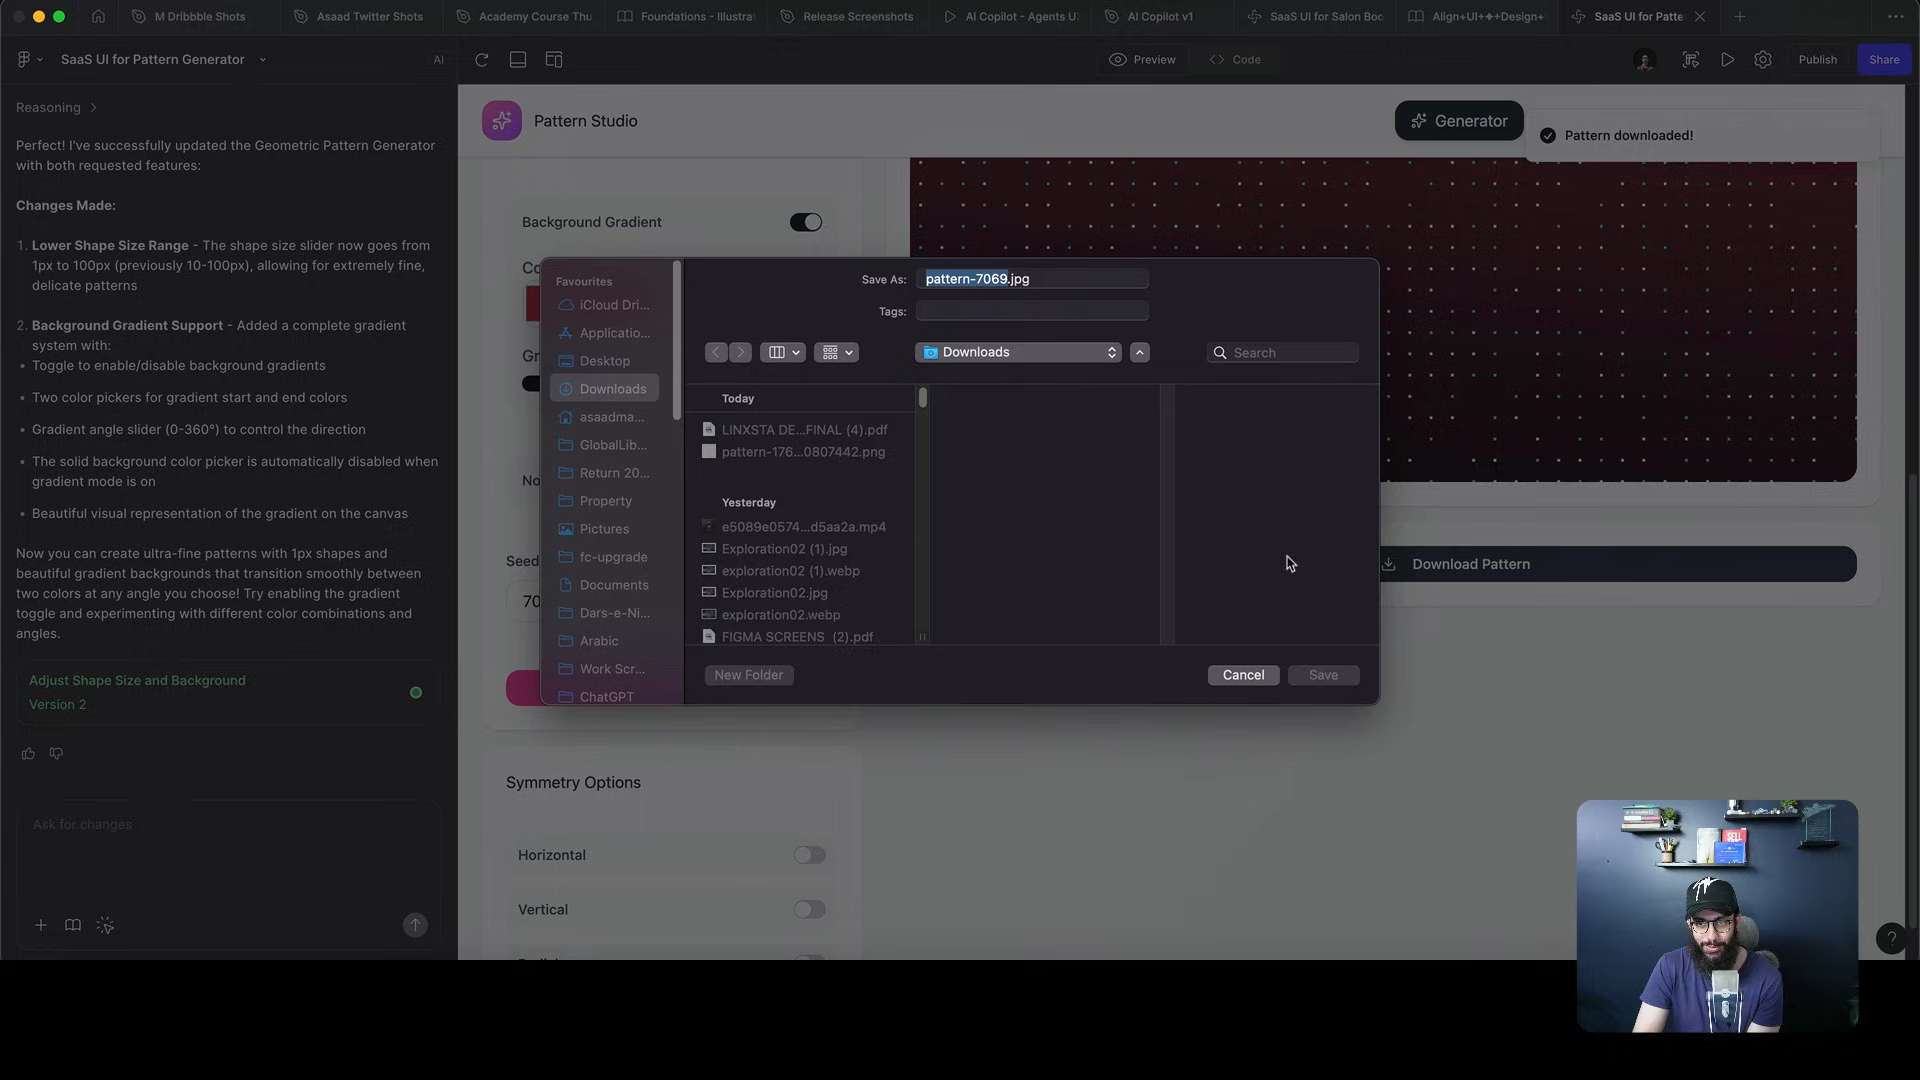 M Dribbble Shots
Asaad Twitter Shots
Academy Course Thu
Foundations - Illustra
Release Screenshots
AI Copilot - Agents U
AI Copilot v1
SaaS UI for Salon Boo
Align+UI+✦+Design+
SaaS UI for Patte
SaaS UI for Pattern Generator
AI
Preview
Code
Publish
Share
Reasoning
Perfect! I've successfully updated the Geometric Pattern Generator
with both requested features:
Changes Made:
1. Lower Shape Size Range - The shape size slider now goes from
1px to 100px (previously 10-100px), allowing for extremely fine,
delicate patterns
2. Background Gradient Support - Added a complete gradient
system with:
• Toggle to enable/disable background gradients
• Two color pickers for gradient start and end colors
• Gradient angle slider (0-360°) to control the direction
• The solid background color picker is automatically disabled when
gradient mode is on
• Beautiful visual representation of the gradient on the canvas
Now you can create ultra-fine patterns with 1px shapes and
beautiful gradient backgrounds that transition smoothly between
two colors at any angle you choose! Try enabling the gradient
toggle and experimenting with different color combinations and
angles.
Adjust Shape Size and Background
Version 2
Ask for changes
Pattern Studio
Generator
Pattern downloaded!
Background Gradient
Co
Gr
No
Seed
70
Download Pattern
Symmetry Options
Horizontal
Vertical
Favourites
iCloud Dri...
Applicatio...
Desktop
Downloads
asaadma...
GlobalLib...
Return 20...
Property
Pictures
fc-upgrade
Documents
Dars-e-Ni...
Arabic
Work Scr...
ChatGPT
Save As:
pattern-7069.jpg
Tags:
Downloads
Search
Today
LINXSTA DE...FINAL (4).pdf
pattern-176...0807442.png
Yesterday
e5089e0574...d5aa2a.mp4
Exploration02 (1).jpg
exploration02 (1).webp
Exploration02.jpg
exploration02.webp
FIGMA SCREENS (2).pdf
New Folder
Cancel
Save
?
SELL